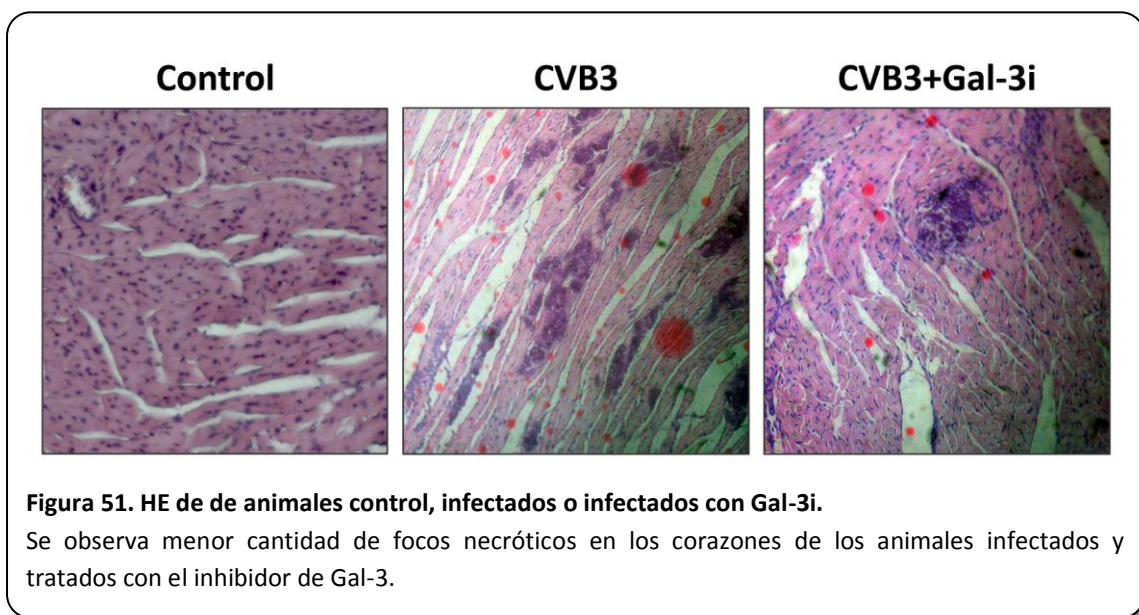 Control CVB3 CVB3+Gal-3i
Figura 51. HE de de animales control, infectados o infectados con Gal-3i.
Se observa menor cantidad de focos necróticos en los corazones de los animales infectados y
tratados con el inhibidor de Gal-3.